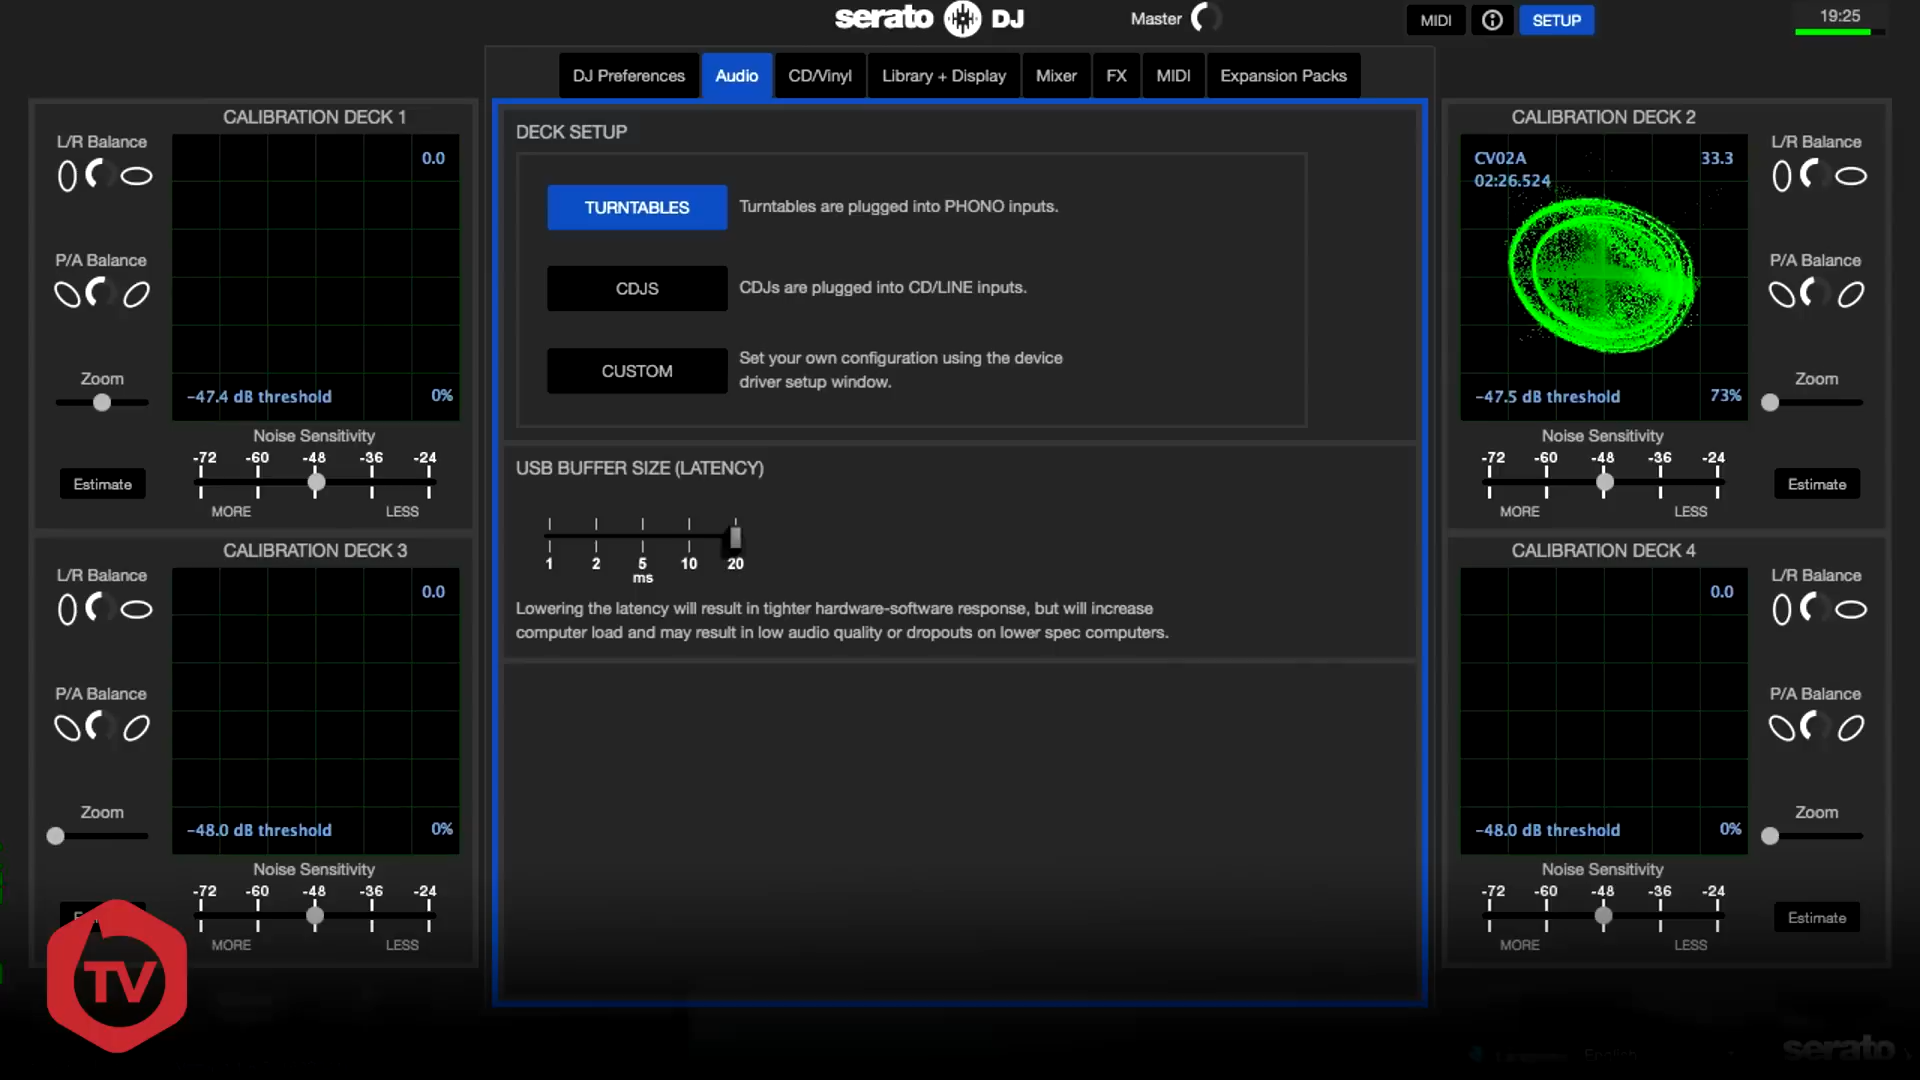 serato DJ
Master
MIDI
SETUP
19:25
DJ Preferences
Audio
CD/Vinyl
Library + Display
Mixer
FX
MIDI
Expansion Packs
CALIBRATION DECK 1
L/R Balance
0.0
P/A Balance
Zoom
-47.4 dB threshold
0%
Noise Sensitivity
-72 -60 -48 -36 -24
Estimate
MORE LESS
CALIBRATION DECK 3
L/R Balance
0.0
P/A Balance
Zoom
-48.0 dB threshold
0%
Noise Sensitivity
-72 -60 -48 -36 -24
MORE LESS
TV
DECK SETUP
TURNTABLES
Turntables are plugged into PHONO inputs.
CDJS
CDJs are plugged into CD/LINE inputs.
CUSTOM
Set your own configuration using the device
driver setup window.
USB BUFFER SIZE (LATENCY)
1 2 5 10 20
ms
Lowering the latency will result in tighter hardware-software response, but will increase
computer load and may result in low audio quality or dropouts on lower spec computers.
CALIBRATION DECK 2
CV02A
33.3
02:26.524
L/R Balance
P/A Balance
Zoom
-47.5 dB threshold
73%
Noise Sensitivity
-72 -60 -48 -36 -24
Estimate
MORE LESS
CALIBRATION DECK 4
0.0
L/R Balance
P/A Balance
Zoom
-48.0 dB threshold
0%
Noise Sensitivity
-72 -60 -48 -36 -24
Estimate
MORE LESS
English
serato